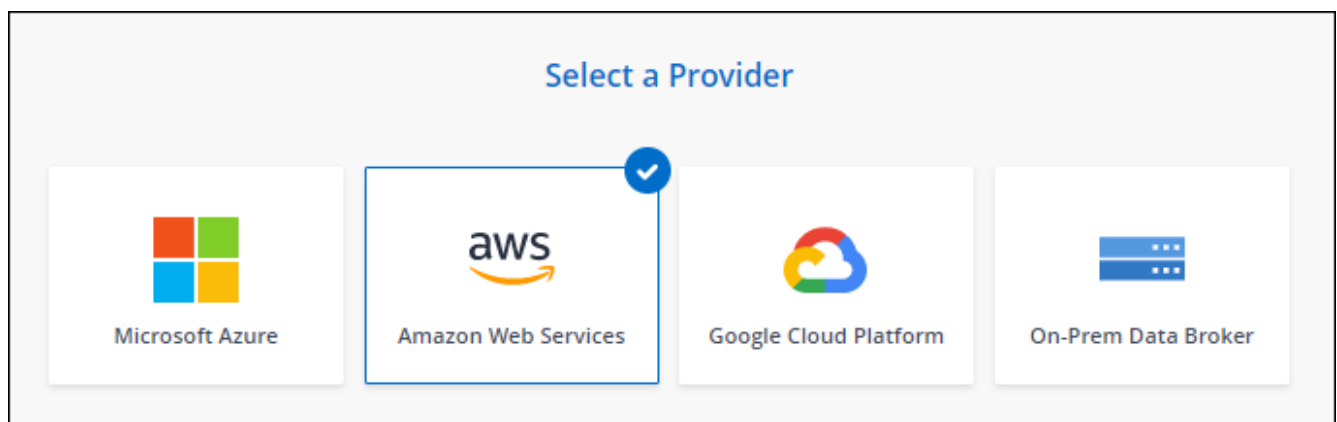 Select a Provider
aws
Microsoft Azure
Amazon Web Services
Google Cloud Platform
On-Prem Data Broker